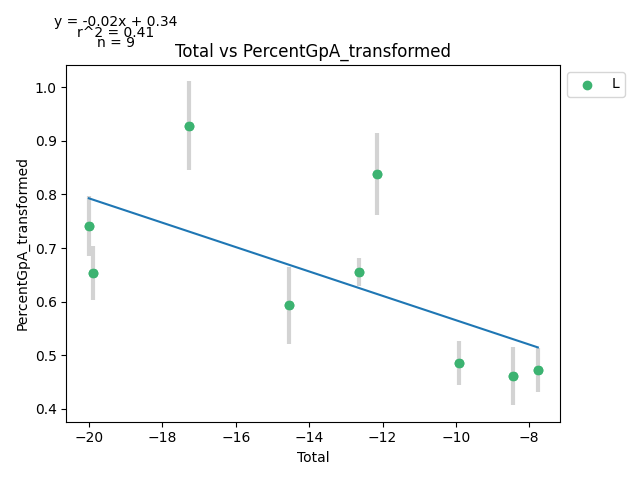 y = -0.02x + 0.34
r^2 = 0.41
n = 9
Total vs PercentGpA_transformed
L
PercentGpA_transformed
1.0
0.9
0.8
0.7
0.6
0.5
0.4
−20
−18
−16
−14
−12
−10
−8
Total